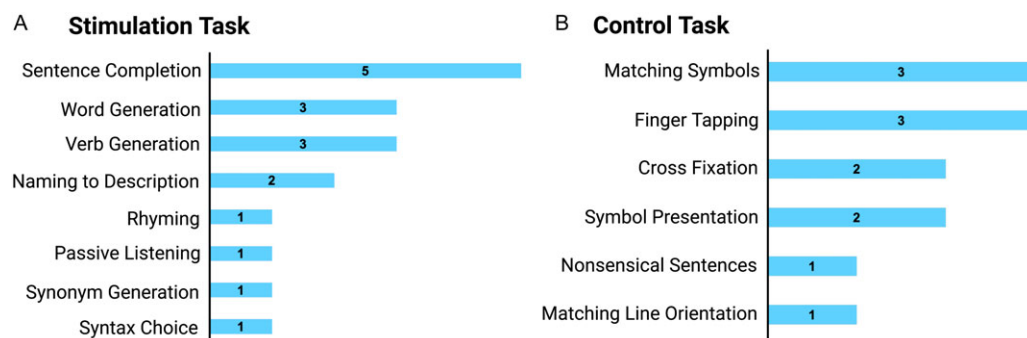 A Stimulation Task
Sentence Completion 5
Word Generation 3
Verb Generation 3
Naming to Description 2
Rhyming 1
Passive Listening 1
Synonym Generation 1
Syntax Choice 1
B Control Task
Matching Symbols 3
Finger Tapping 3
Cross Fixation 2
Symbol Presentation 2
Nonsensical Sentences 1
Matching Line Orientation 1